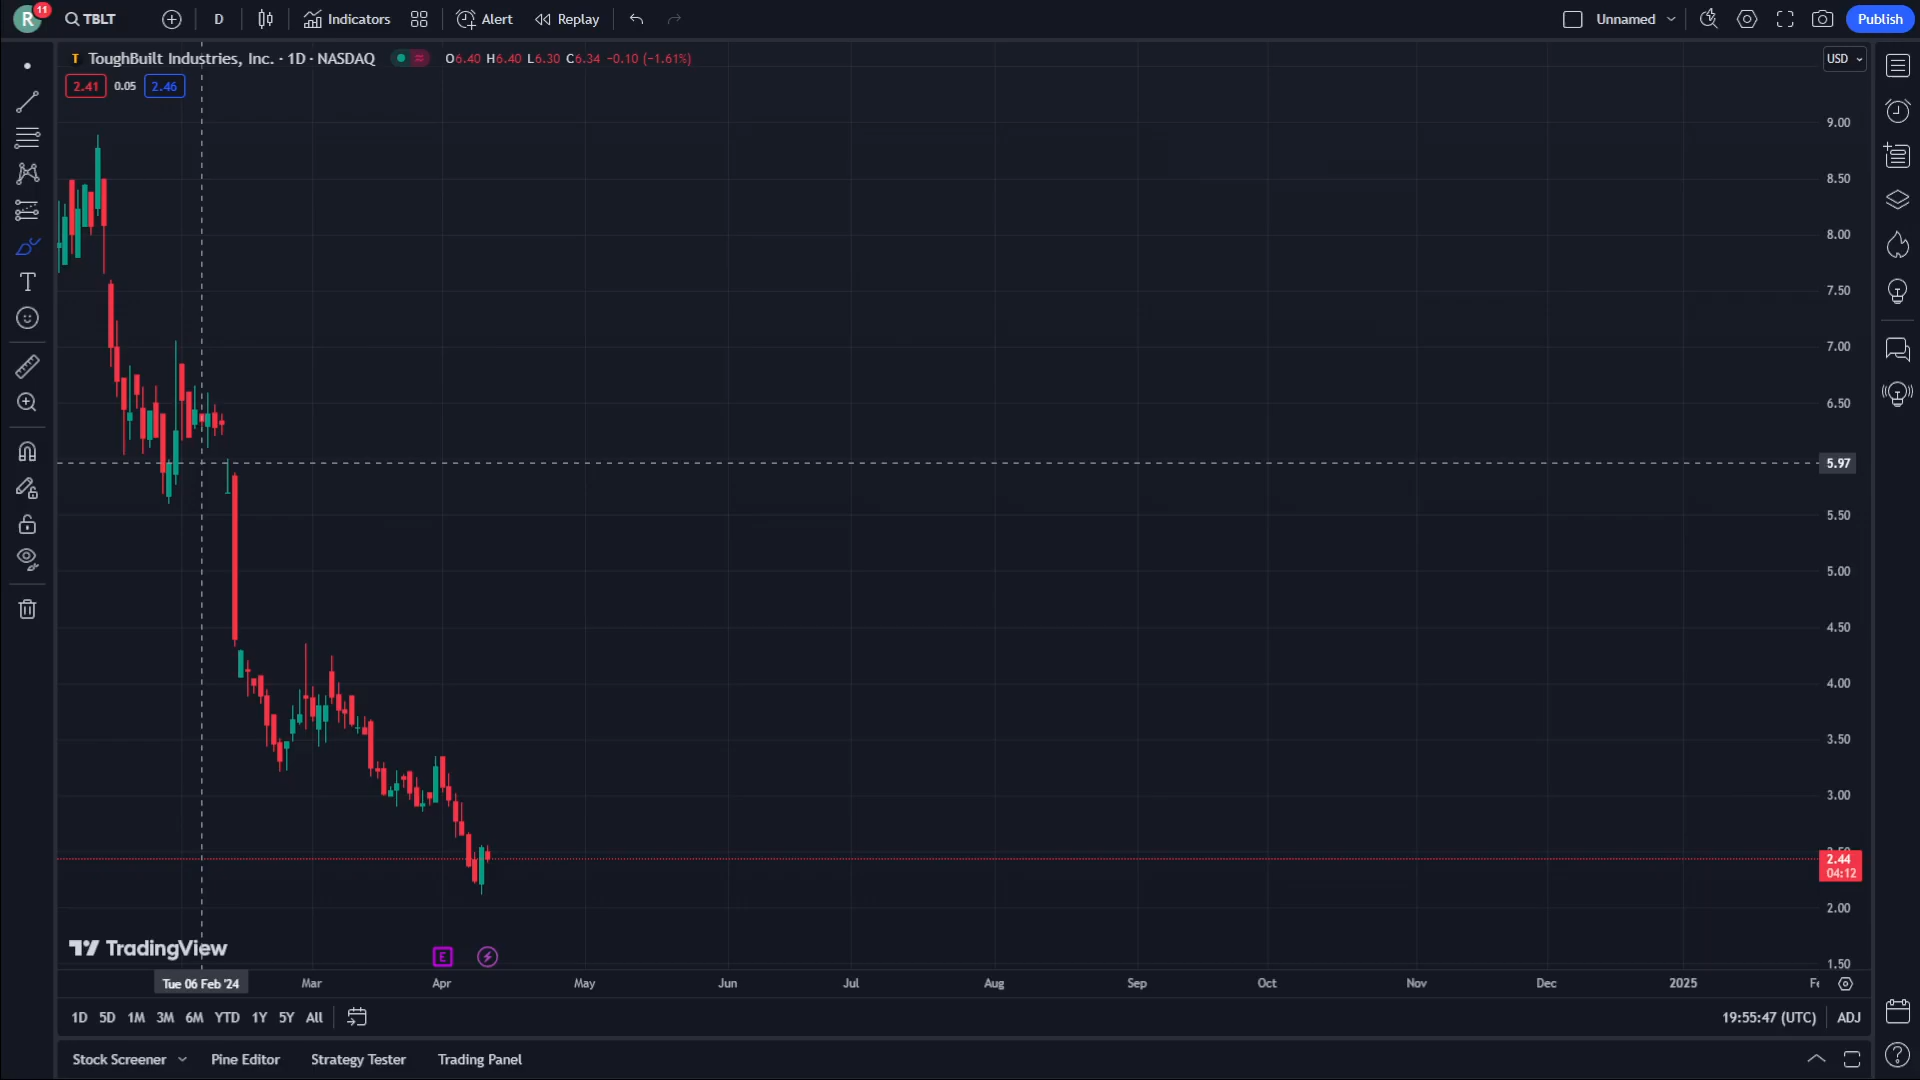 R 11 TBLT D Indicators Alert Replay Unnamed Publish
T ToughBuilt Industries, Inc. · 1D · NASDAQ O6.40 H6.40 L6.30 C6.34 −0.10 (−1.61%) USD
2.41 0.05 2.46
9.00
8.50
8.00
7.50
7.00
6.50
5.97
5.50
5.00
4.50
4.00
3.50
3.00
2.44
04:12
2.00
1.50
TradingView
E
Tue 06 Feb '24 Mar Apr May Jun Jul Aug Sep Oct Nov Dec 2025
1D 5D 1M 3M 6M YTD 1Y 5Y All 19:55:47 (UTC) ADJ
Stock Screener Pine Editor Strategy Tester Trading Panel